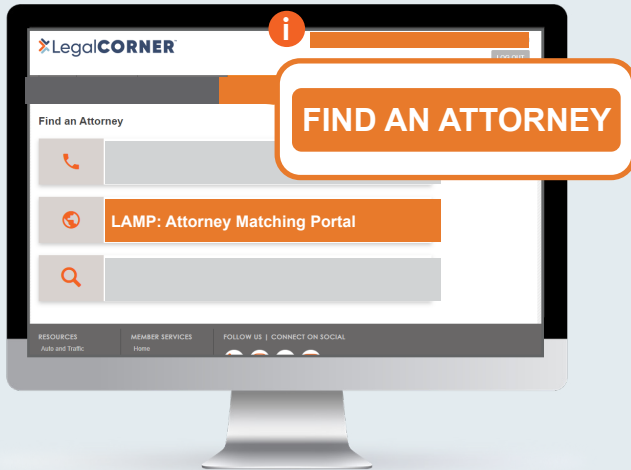 i
LegalCORNER
LOG OUT
FIND AN ATTORNEY
Find an Attorney
LAMP: Attorney Matching Portal
RESOURCES
MEMBER SERVICES
FOLLOW US | CONNECT ON SOCIAL
Auto and Traffic
Home